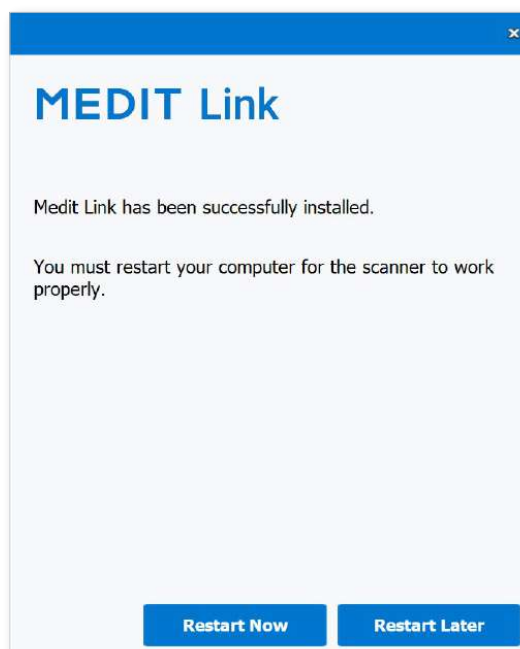 MEDIT Link
Medit Link has been successfully installed.
You must restart your computer for the scanner to work
properly.
Restart Now
Restart Later